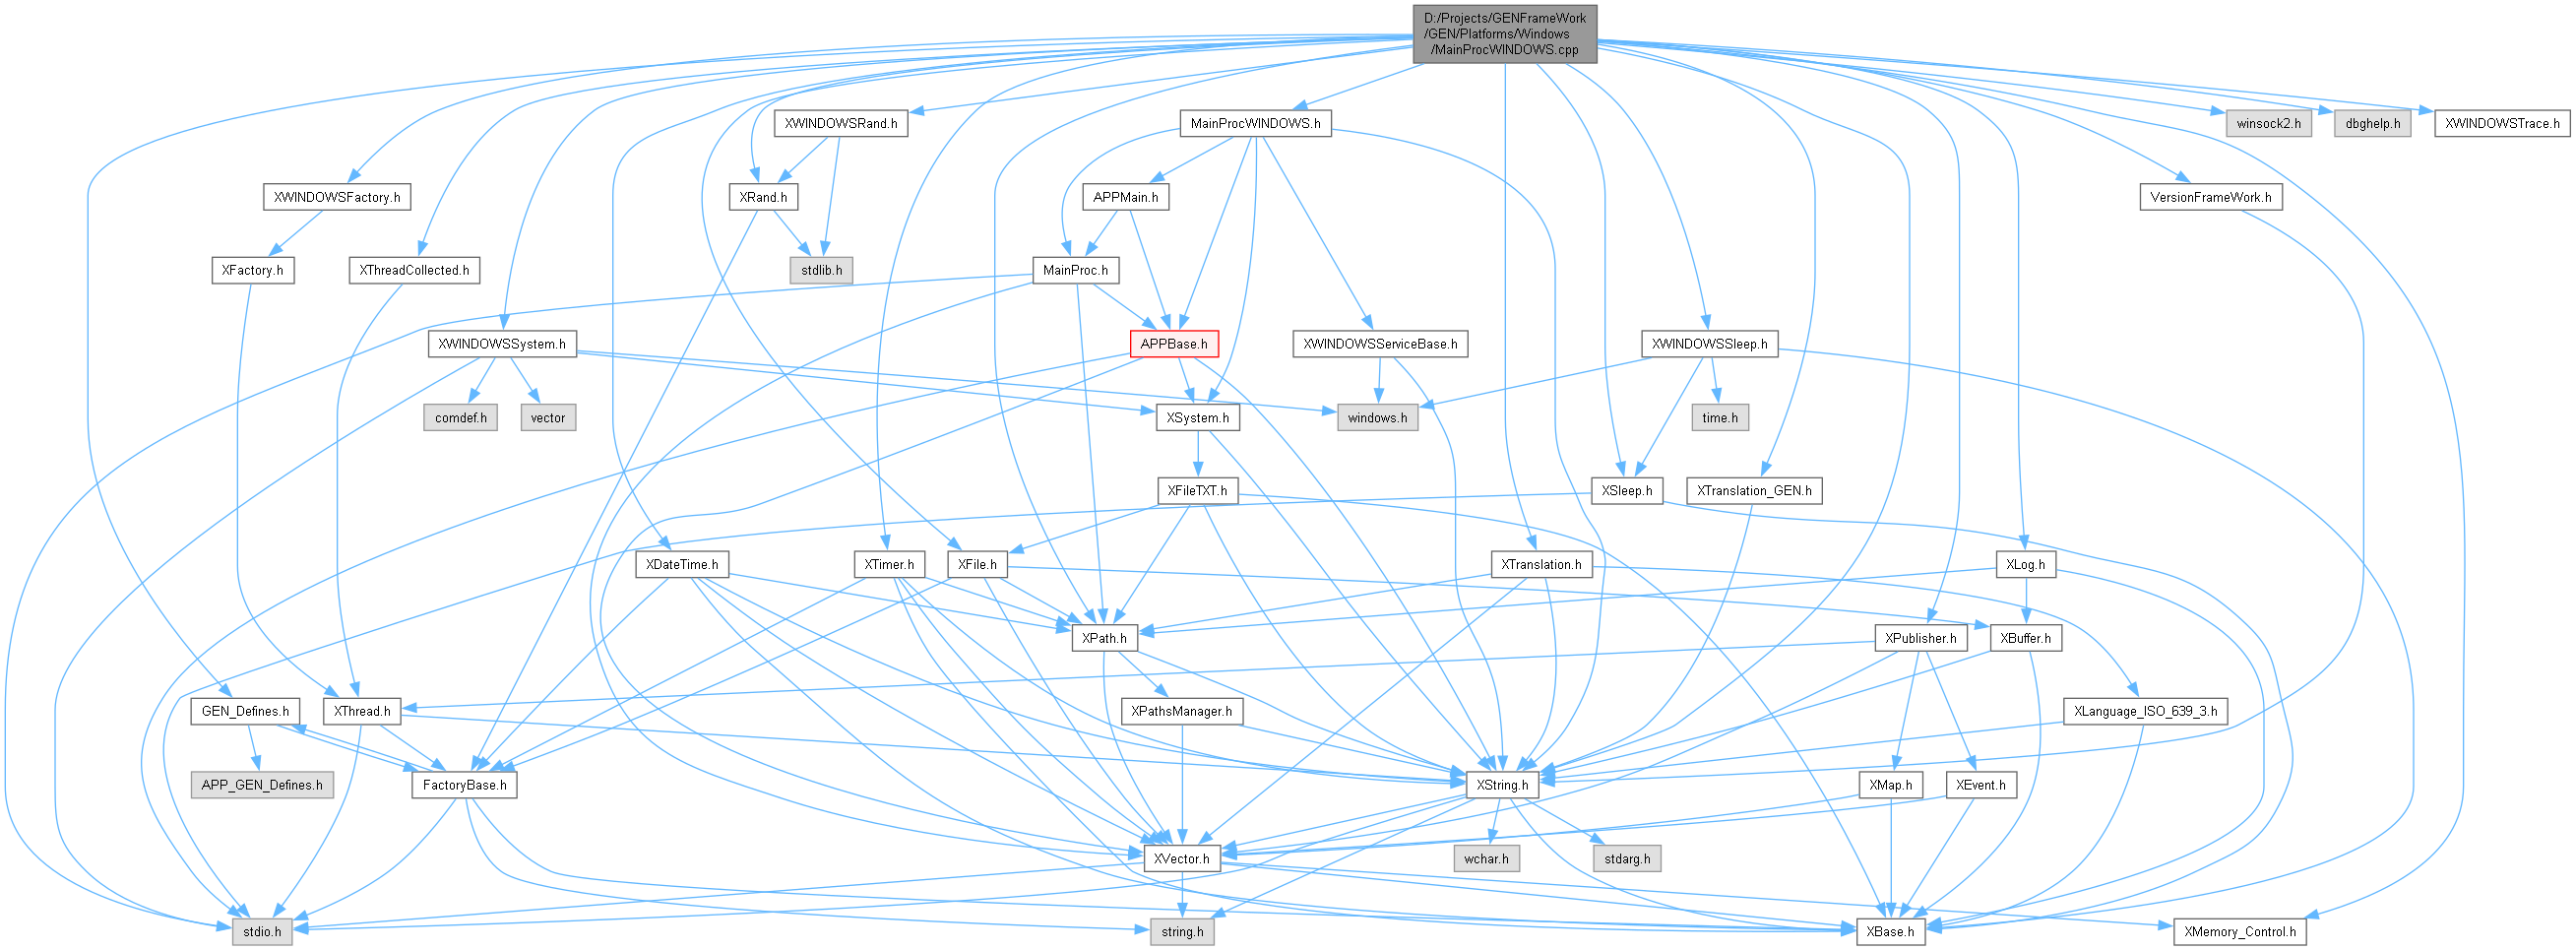 D:/Projects/GENFrameWork
/GEN/Platforms/Windows
/MainProcWINDOWS.cpp
XWINDOWSRand.h
MainProcWINDOWS.h
winsock2.h
dbghelp.h
XWINDOWSTrace.h
XWINDOWSFactory.h
XRand.h
APPMain.h
VersionFrameWork.h
XFactory.h
XThreadCollected.h
stdlib.h
MainProc.h
XWINDOWSSystem.h
APPBase.h
XWINDOWSServiceBase.h
XWINDOWSSleep.h
comdef.h
vector
XSystem.h
windows.h
time.h
XFileTXT.h
XSleep.h
XTranslation_GEN.h
XDateTime.h
XTimer.h
XFile.h
XTranslation.h
XLog.h
XPath.h
XPublisher.h
XBuffer.h
GEN_Defines.h
XThread.h
XPathsManager.h
XLanguage_ISO_639_3.h
APP_GEN_Defines.h
FactoryBase.h
XString.h
XMap.h
XEvent.h
XVector.h
wchar.h
stdarg.h
stdio.h
string.h
XBase.h
XMemory_Control.h